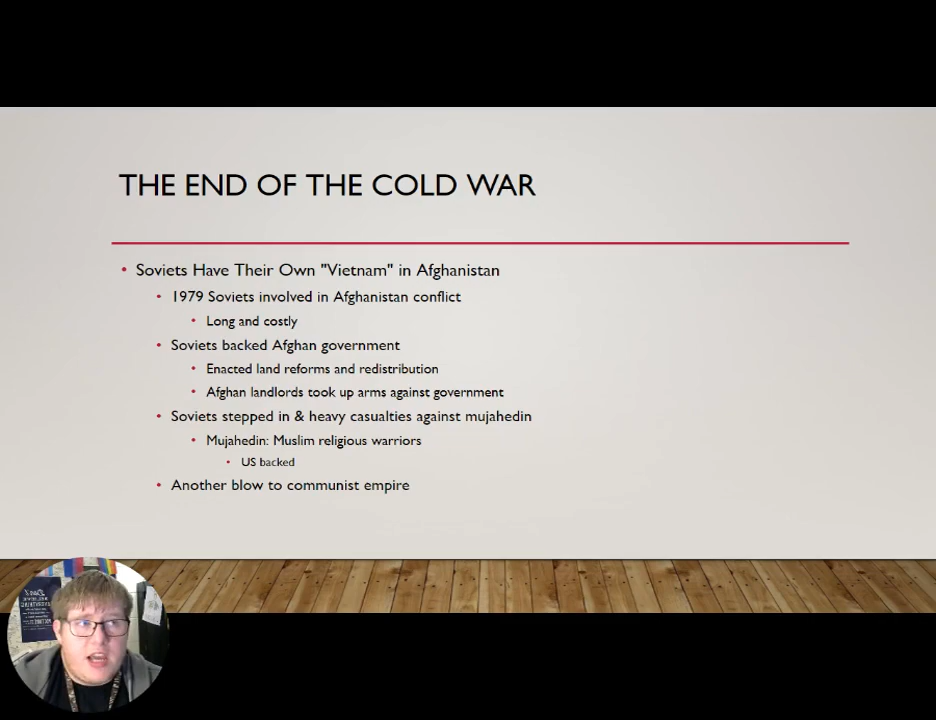 THE END OF THE COLD WAR
• Soviets Have Their Own "Vietnam" in Afghanistan
• 1979 Soviets involved in Afghanistan conflict
• Long and costly
• Soviets backed Afghan government
• Enacted land reforms and redistribution
• Afghan landlords took up arms against government
• Soviets stepped in & heavy casualties against mujahedin
• Mujahedin: Muslim religious warriors
• US backed
• Another blow to communist empire